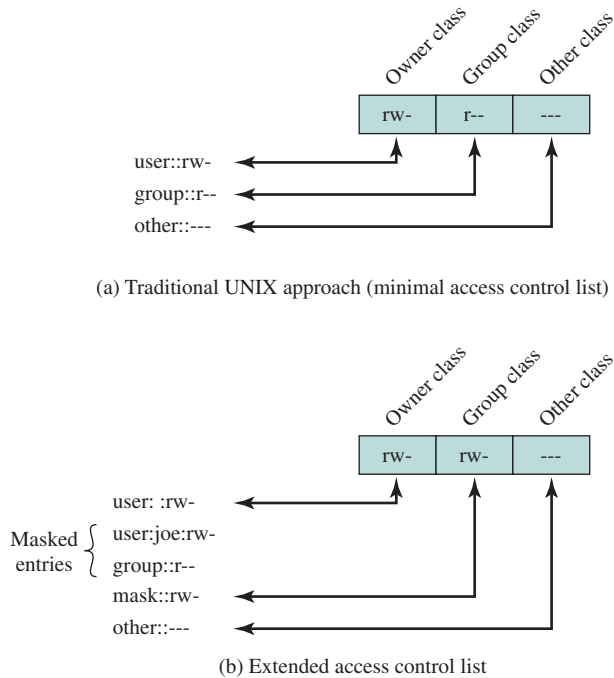 Owner class
Group class
Other class
rw- r-- ---
user::rw-
group::r--
other::---
(a) Traditional UNIX approach (minimal access control list)
Owner class
Group class
Other class
rw- rw- ---
user: :rw-
Masked entries
user:joe:rw-
group::r--
mask::rw-
other::---
(b) Extended access control list